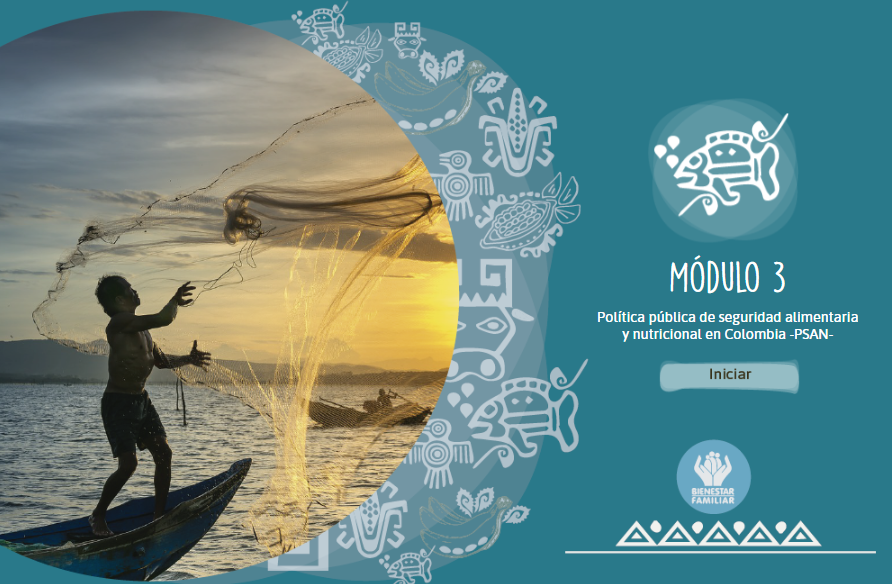 MÓDULO 3
Política pública de seguridad alimentaria
y nutricional en Colombia -PSAN-
Iniciar
BIENESTAR
FAMILIAR